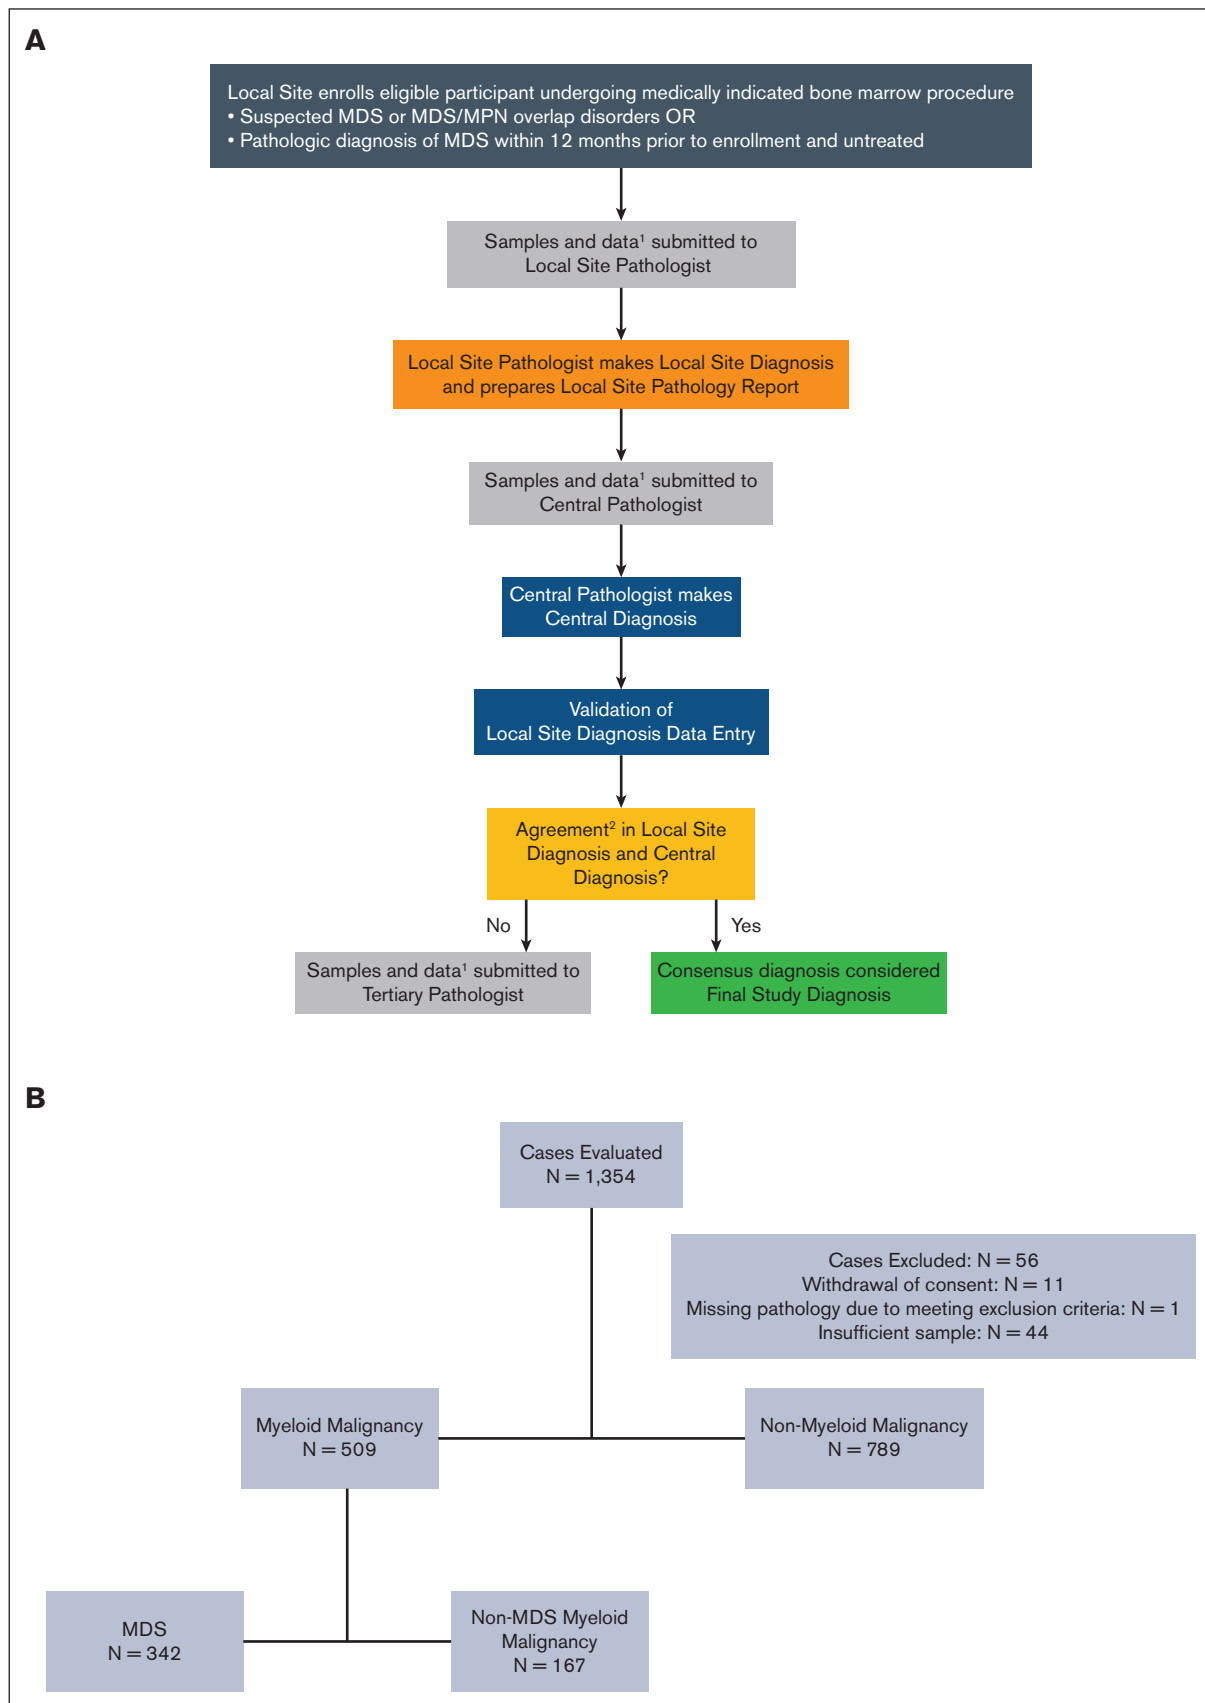 A
Local Site enrolls eligible participant undergoing medically indicated bone marrow procedure
• Suspected MDS or MDS/MPN overlap disorders OR
• Pathologic diagnosis of MDS within 12 months prior to enrollment and untreated
Samples and data¹ submitted to
Local Site Pathologist
Local Site Pathologist makes Local Site Diagnosis
and prepares Local Site Pathology Report
Samples and data¹ submitted to
Central Pathologist
Central Pathologist makes
Central Diagnosis
Validation of
Local Site Diagnosis Data Entry
Agreement² in Local Site
Diagnosis and Central
Diagnosis?
No
Yes
Samples and data¹ submitted to
Tertiary Pathologist
Consensus diagnosis considered
Final Study Diagnosis
B
Cases Evaluated
N = 1,354
Cases Excluded: N = 56
Withdrawal of consent: N = 11
Missing pathology due to meeting exclusion criteria: N = 1
Insufficient sample: N = 44
Myeloid Malignancy
N = 509
Non-Myeloid Malignancy
N = 789
MDS
N = 342
Non-MDS Myeloid
Malignancy
N = 167